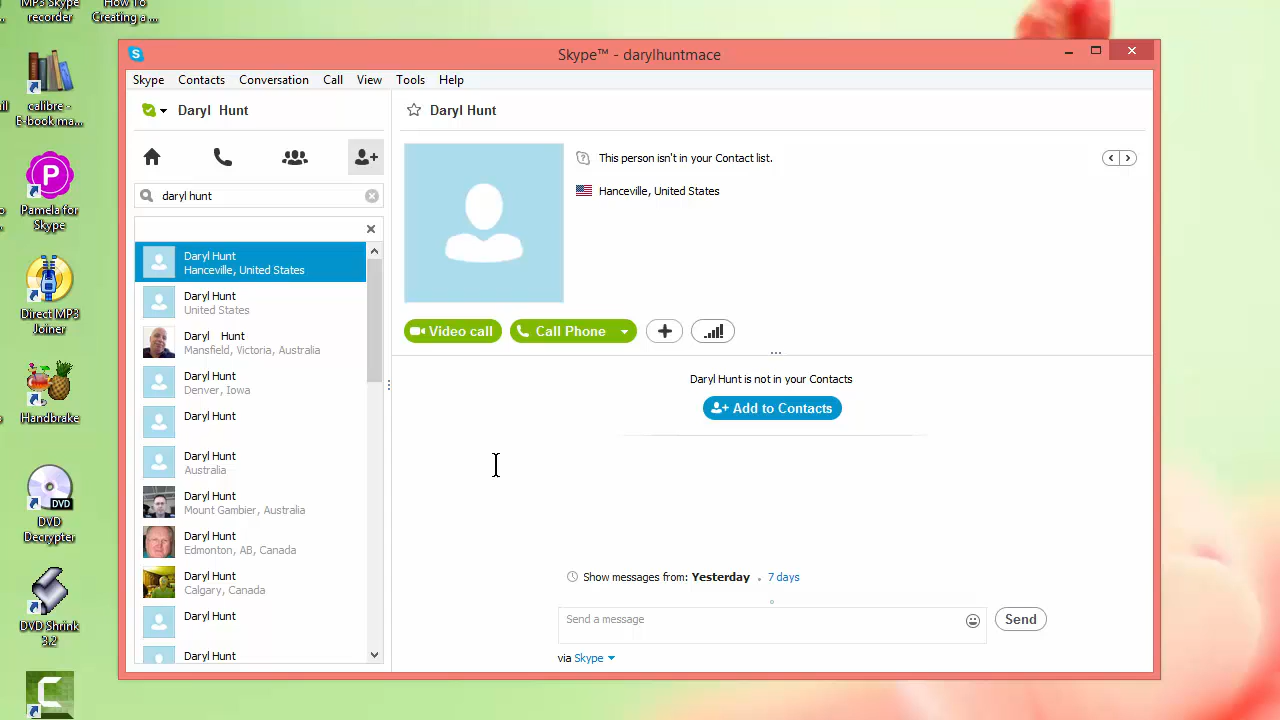 MP3 Skype
recorder
How To
Creating a ...
calibre -
E-book ma...
Pamela for
Skype
Direct MP3
Joiner
Handbrake
DVD
DVD
Decrypter
DVD Shrink
3.2
Skype™ - darylhuntmace
Skype Contacts Conversation Call View Tools Help
Daryl Hunt
daryl hunt
Daryl Hunt
Hanceville, United States
Daryl Hunt
United States
Daryl Hunt
Mansfield, Victoria, Australia
Daryl Hunt
Denver, Iowa
Daryl Hunt
Daryl Hunt
Australia
Daryl Hunt
Mount Gambier, Australia
Daryl Hunt
Edmonton, AB, Canada
Daryl Hunt
Calgary, Canada
Daryl Hunt
Daryl Hunt
Daryl Hunt
This person isn't in your Contact list.
Hanceville, United States
Video call Call Phone
Daryl Hunt is not in your Contacts
Add to Contacts
Show messages from: Yesterday . 7 days
Send a message
Send
via Skype